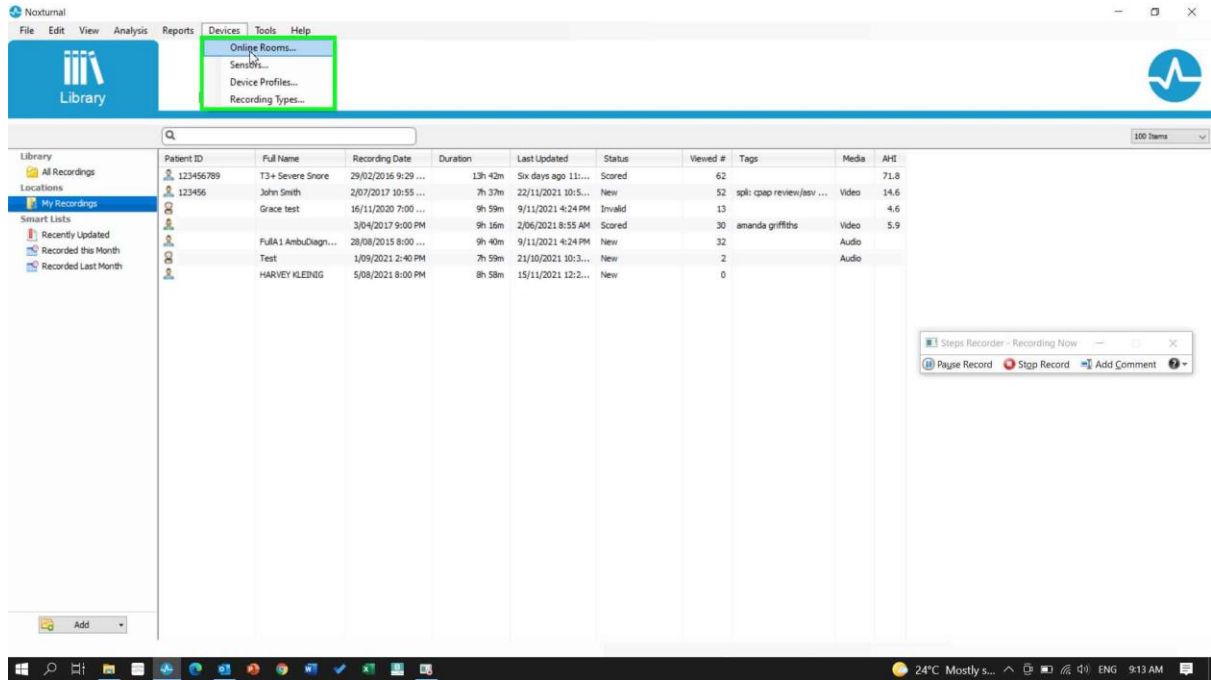 Noxturnal
File Edit View Analysis Reports Devices Tools Help
Online Rooms...
Sensors...
Device Profiles...
Recording Types...
Library
100 Items
Library
All Recordings
Locations
My Recordings
Smart Lists
Recently Updated
Recorded this Month
Recorded Last Month
Patient ID Full Name Recording Date Duration Last Updated Status Viewed # Tags Media AHI
123456789 T3+ Severe Snore 29/02/2016 9:29 ... 13h 42m Six days ago 11:... Scored 62 71.8
123456 John Smith 2/07/2017 10:55 ... 7h 37m 22/11/2021 10:5... New 52 split: cpap review/asv ... Video 14.6
Grace test 16/11/2020 7:00 ... 9h 59m 9/11/2021 4:24 PM Invalid 13 4.6
3/04/2017 9:00 PM 9h 16m 2/06/2021 8:55 AM Scored 30 amanda griffiths Video 5.9
FullA1 AmbuDiagn... 28/08/2015 8:00 ... 9h 40m 9/11/2021 4:24 PM New 32 Audio
Test 1/09/2021 2:40 PM 7h 59m 21/10/2021 10:3... New 2 Audio
HARVEY KLEINIG 5/08/2021 8:00 PM 8h 58m 15/11/2021 12:2... New 0
Steps Recorder - Recording Now
Pause Record Stop Record Add Comment
Add
24°C Mostly s... ENG 9:13 AM